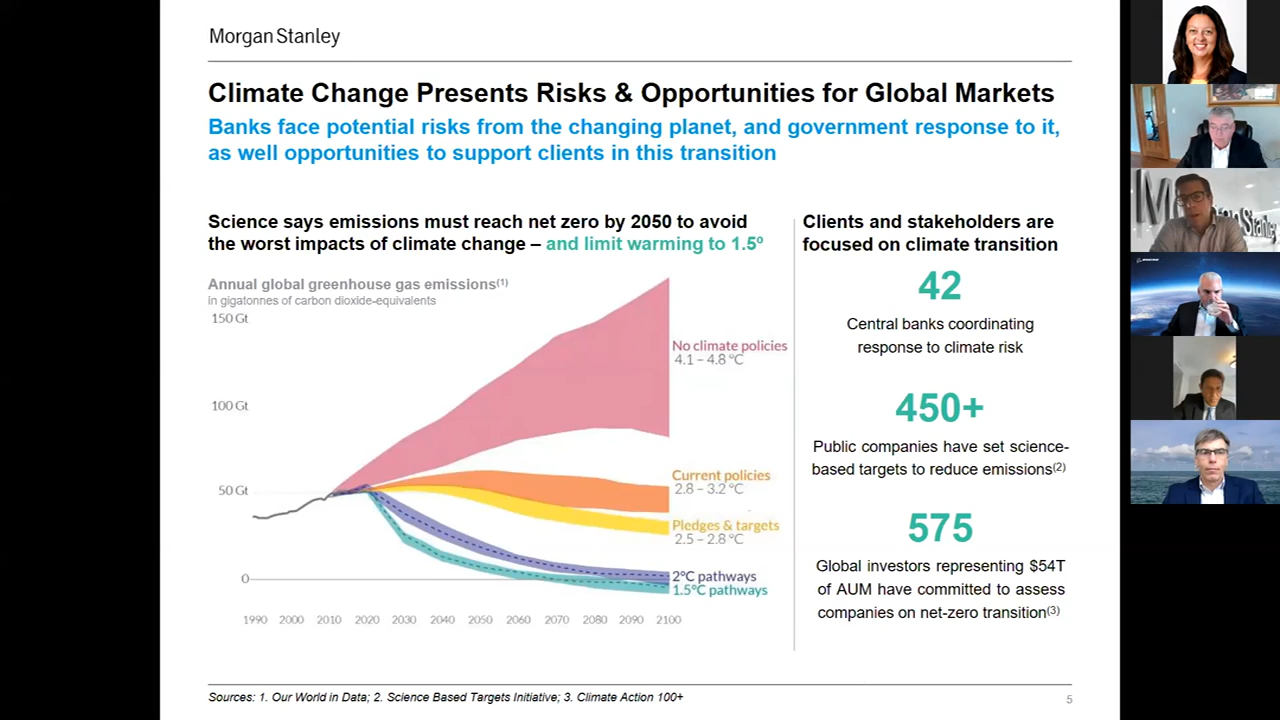 Morgan Stanley
Climate Change Presents Risks & Opportunities for Global Markets
Banks face potential risks from the changing planet, and government response to it,
as well opportunities to support clients in this transition
Science says emissions must reach net zero by 2050 to avoid
the worst impacts of climate change – and limit warming to 1.5º
Annual global greenhouse gas emissions(1)
in gigatonnes of carbon dioxide-equivalents
150 Gt
100 Gt
50 Gt
0
No climate policies
4.1 – 4.8 °C
Current policies
2.8 – 3.2 °C
Pledges & targets
2.5 – 2.8 °C
2°C pathways
1.5°C pathways
1990 2000 2010 2020 2030 2040 2050 2060 2070 2080 2090 2100
Clients and stakeholders are
focused on climate transition
42
Central banks coordinating
response to climate risk
450+
Public companies have set science-
based targets to reduce emissions(2)
575
Global investors representing $54T
of AUM have committed to assess
companies on net-zero transition(3)
Sources: 1. Our World in Data; 2. Science Based Targets Initiative; 3. Climate Action 100+
5